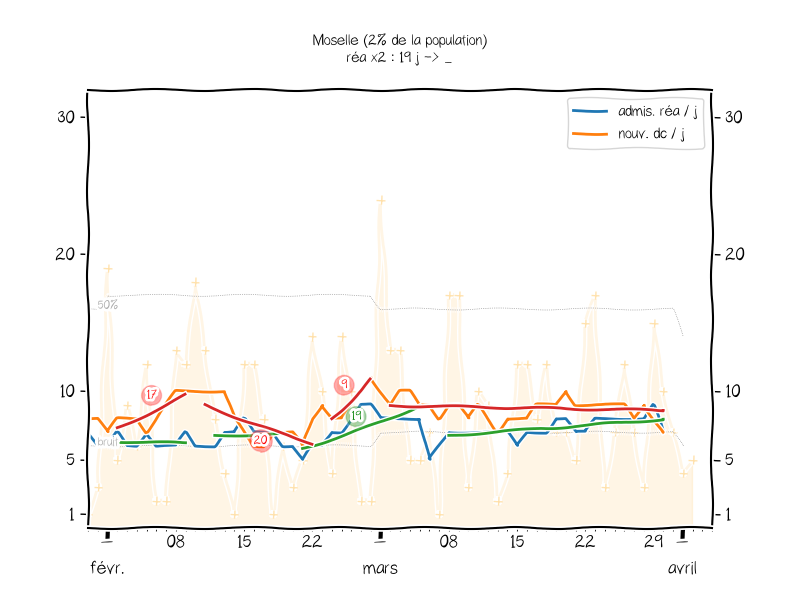 Moselle (2% de la population)
réa x2 : 19 j -> _
admis. réa / j
nouv. dc / j
30
30
20
20
50%
17
9
10
10
19
20
bruit
5
5
1
1
08
15
22
08
15
22
29
févr.
mars
avril